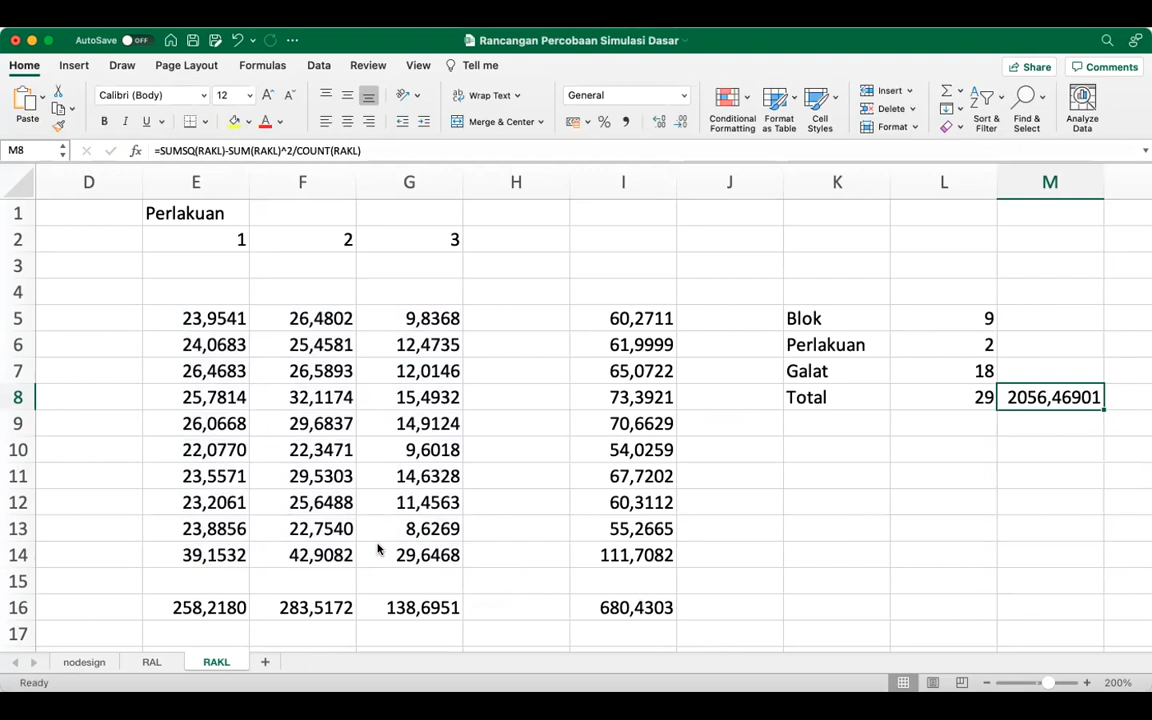 AutoSave OFF
Rancangan Percobaan Simulasi Dasar
Home Insert Draw Page Layout Formulas Data Review View Tell me Share Comments
Paste
Calibri (Body) 12 A A
B I U A
Wrap Text
Merge & Center
General
Conditional Formatting
Format as Table
Cell Styles
Insert
Delete
Format
Sort & Filter
Find & Select
Analyze Data
M8 fx =SUMSQ(RAKL)-SUM(RAKL)^2/COUNT(RAKL)
D E F G H I J K L M
1 Perlakuan
2 1 2 3
3
4
5 23,9541 26,4802 9,8368 60,2711 Blok 9
6 24,0683 25,4581 12,4735 61,9999 Perlakuan 2
7 26,4683 26,5893 12,0146 65,0722 Galat 18
8 25,7814 32,1174 15,4932 73,3921 Total 29 2056,46901
9 26,0668 29,6837 14,9124 70,6629
10 22,0770 22,3471 9,6018 54,0259
11 23,5571 29,5303 14,6328 67,7202
12 23,2061 25,6488 11,4563 60,3112
13 23,8856 22,7540 8,6269 55,2665
14 39,1532 42,9082 29,6468 111,7082
15
16 258,2180 283,5172 138,6951 680,4303
17
nodesign RAL RAKL
Ready 200%